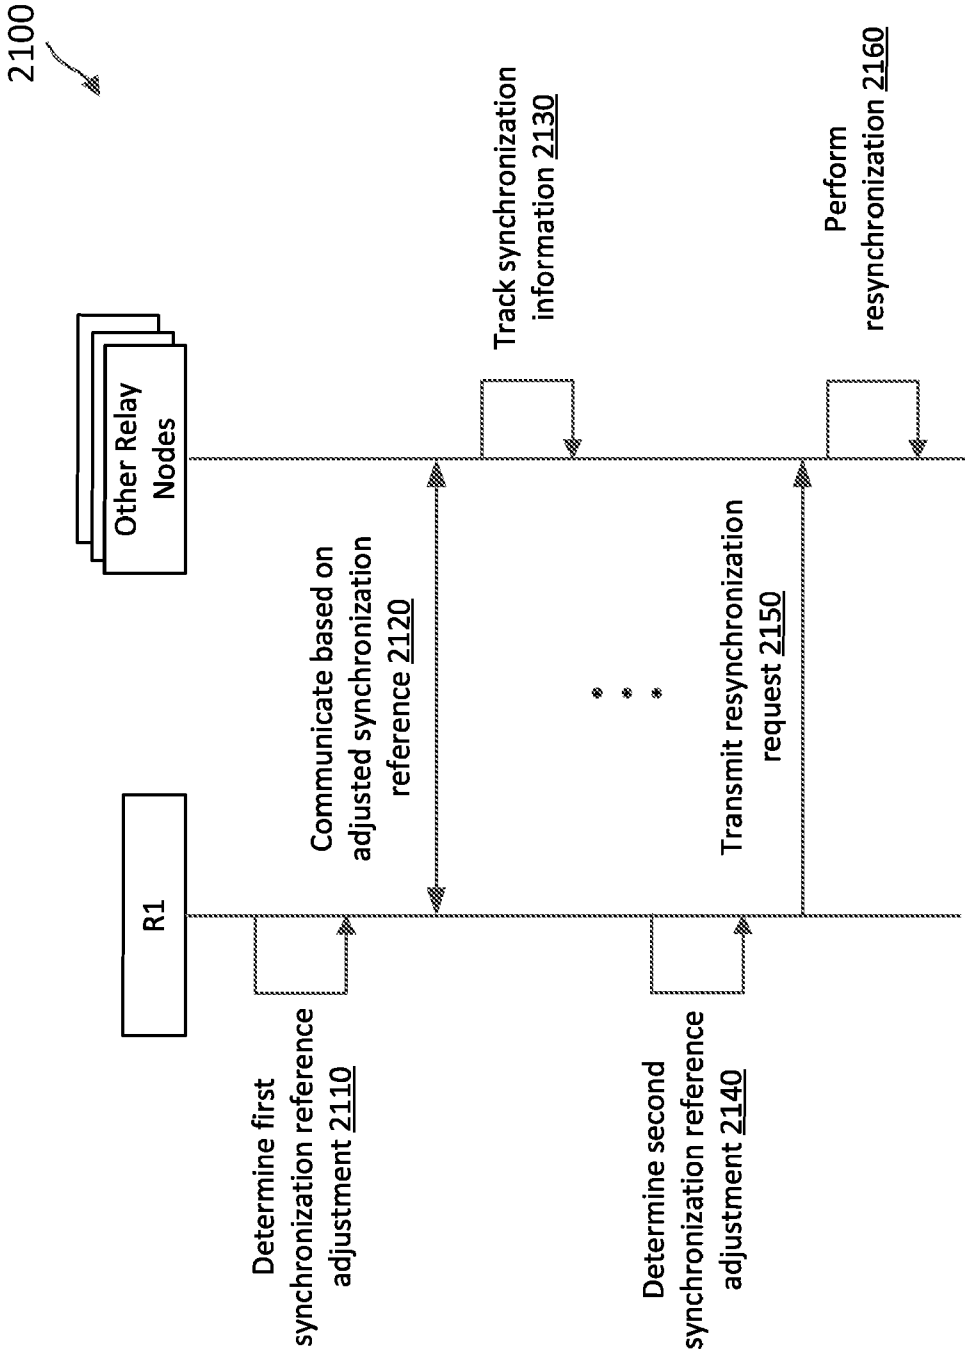 2100
R1
Other Relay
Nodes
Determine first
synchronization reference
adjustment 2110
Communicate based on
adjusted synchronization
reference 2120
Track synchronization
information 2130
Determine second
synchronization reference
adjustment 2140
Transmit resynchronization
request 2150
Perform
resynchronization 2160